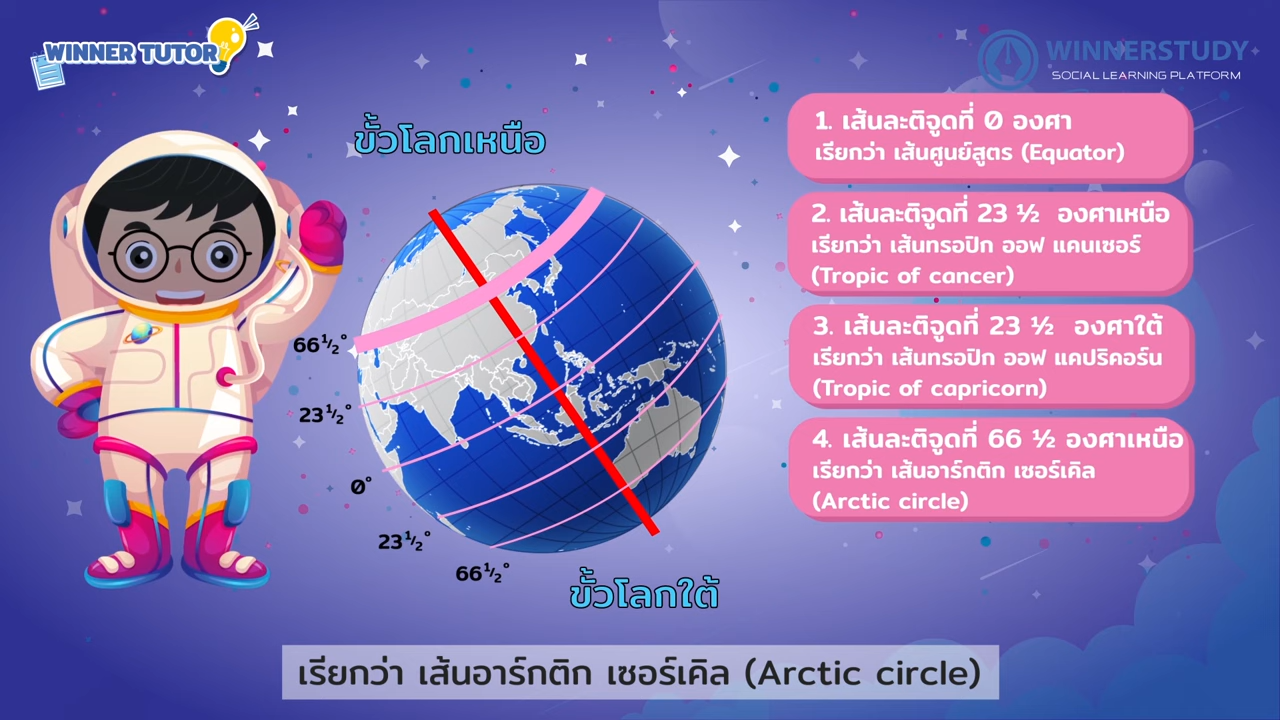 WINNER TUTOR
WINNERSTUDY
SOCIAL LEARNING PLATFORM
ขั้วโลกเหนือ
66½°
23½°
0°
23½°
66½°
ขั้วโลกใต้
1. เส้นละติจูดที่ 0 องศา
เรียกว่า เส้นศูนย์สูตร (Equator)
2. เส้นละติจูดที่ 23 ½ องศาเหนือ
เรียกว่า เส้นทรอปิก ออฟ แคนเซอร์
(Tropic of cancer)
3. เส้นละติจูดที่ 23 ½ องศาใต้
เรียกว่า เส้นทรอปิก ออฟ แคปริคอร์น
(Tropic of capricorn)
4. เส้นละติจูดที่ 66 ½ องศาเหนือ
เรียกว่า เส้นอาร์กติก เซอร์เคิล
(Arctic circle)
เรียกว่า เส้นอาร์กติก เซอร์เคิล (Arctic circle)